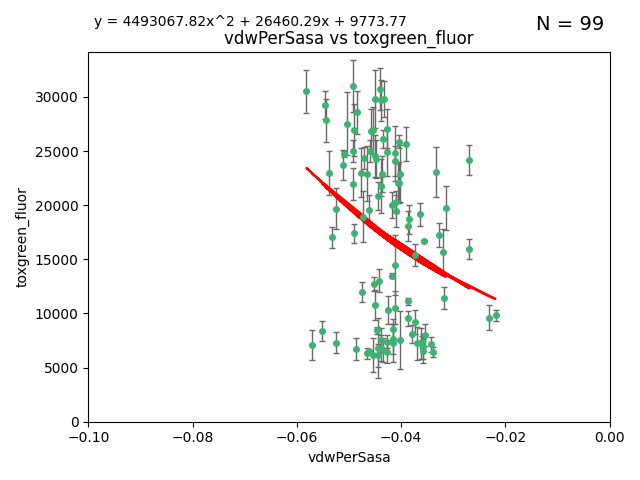 y = 4493067.82x^2 + 26460.29x + 9773.77
N = 99
vdwPerSasa vs toxgreen_fluor
toxgreen_fluor
30000
25000
20000
15000
10000
5000
0
−0.10
−0.08
−0.06
−0.04
−0.02
0.00
vdwPerSasa